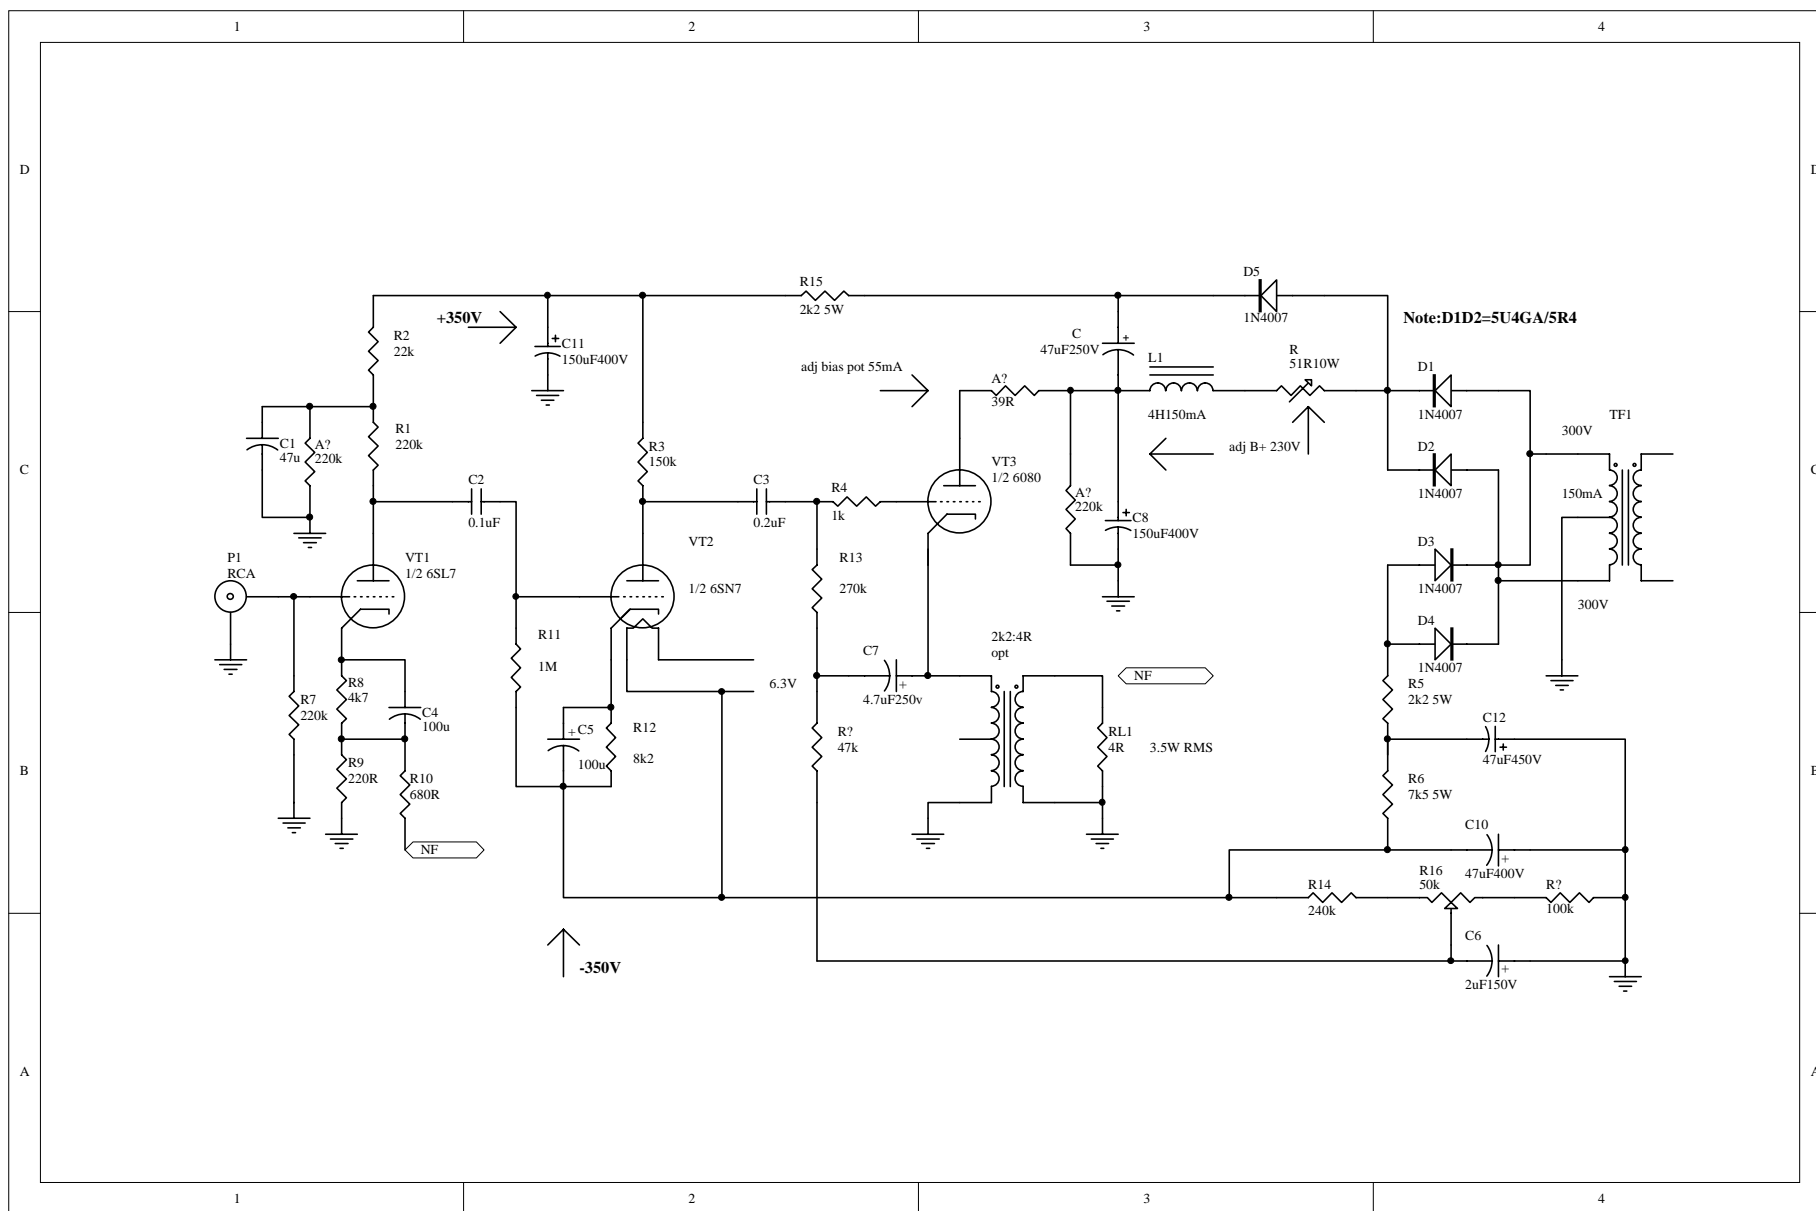 1 2 3 4
D D
R15
2k2 5W
D5
1N4007
+350V
Note:D1D2=5U4GA/5R4
R2
22k
C11
150uF400V
C
47uF250V
L1
4H150mA
R
51R10W
adj bias pot 55mA
A?
39R
D1
1N4007
TF1
300V
C1
47u
A?
220k
R1
220k
R3
150k
adj B+ 230V
D2
1N4007
C
C2
0.1uF
C3
0.2uF
R4
1k
VT3
1/2 6080
A?
220k
C8
150uF400V
150mA
P1
RCA
VT1
1/2 6SL7
VT2
1/2 6SN7
R13
270k
D3
1N4007
300V
R11
1M
6.3V
C7
4.7uF250v
2k2:4R
opt
NF
D4
1N4007
R7
220k
R8
4k7
C4
100u
R5
2k2 5W
C5
100u
R12
8k2
R?
47k
RL1
4R
3.5W RMS
C12
47uF450V
B
R9
220R
R10
680R
R6
7k5 5W
NF
C10
47uF400V
R14
240k
R16
50k
R?
100k
-350V
C6
2uF150V
A A
1 2 3 4